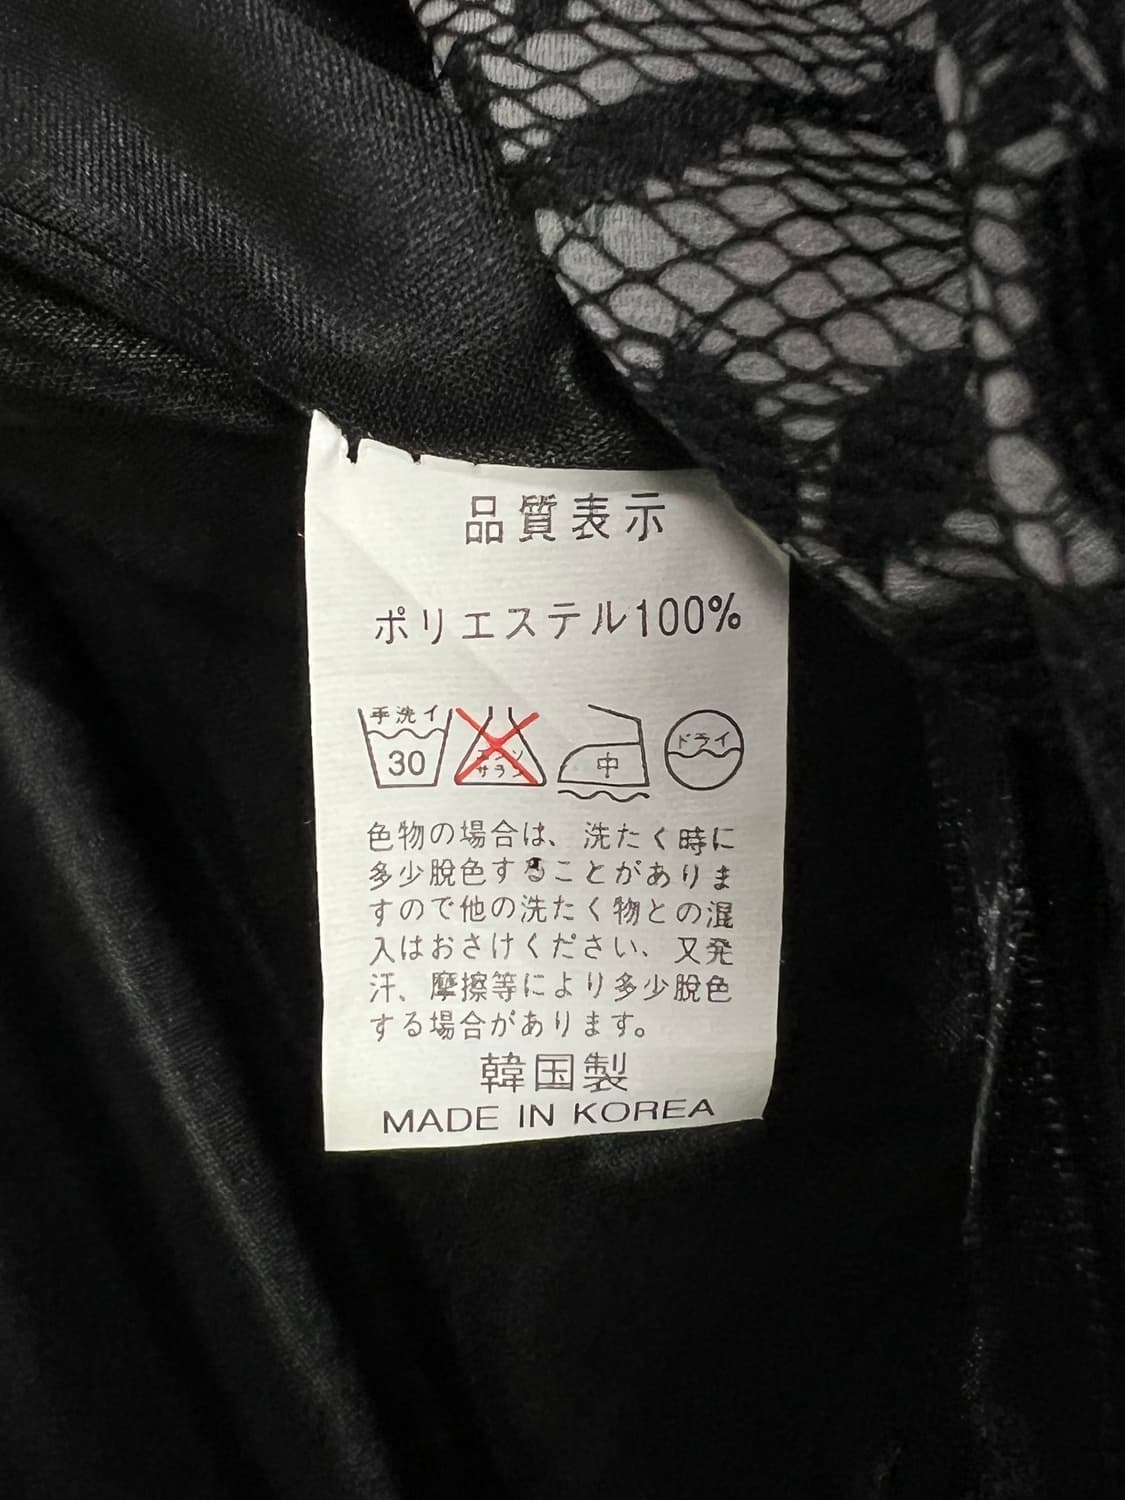 品質表示
ポリエステル100%
手洗イ
30
エンソ
サラシ
中
ドライ
色物の場合は、洗たく時に
多少脱色することがありま
すので他の洗たく物との混
入はおさけください、又発
汗、摩擦等により多少脱色
する場合があります。
韓国製
MADE IN KOREA